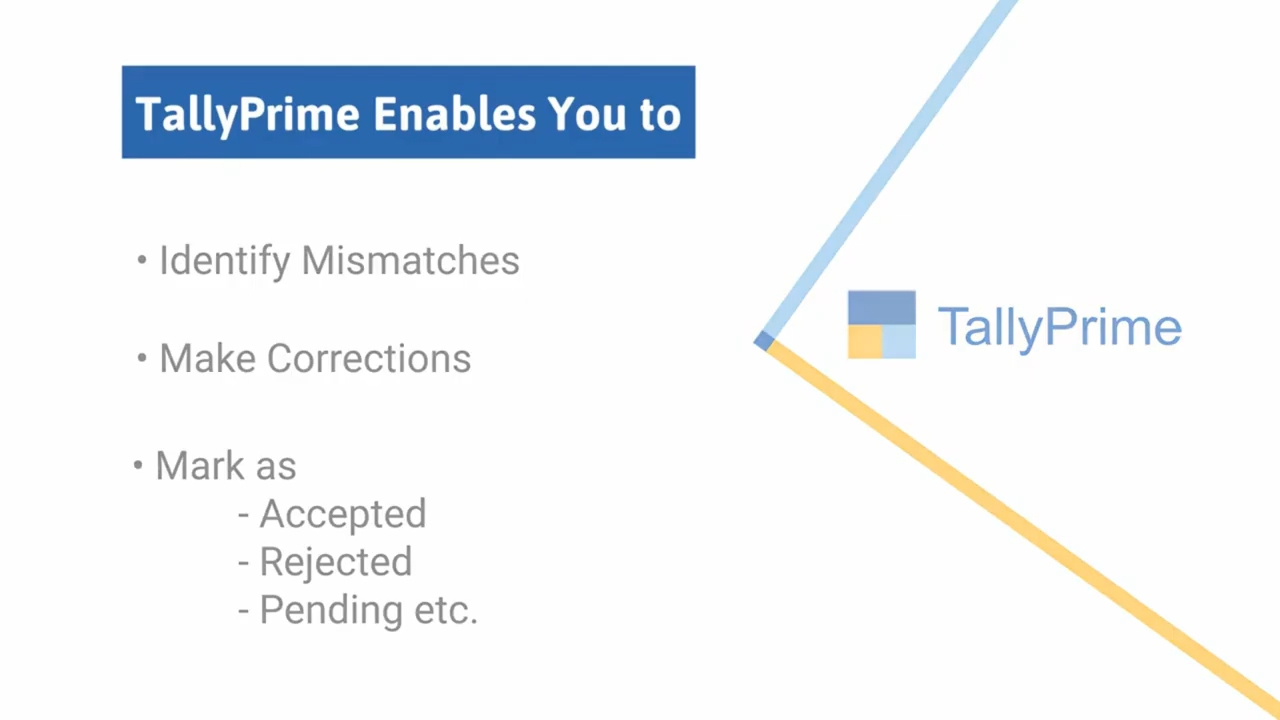 TallyPrime Enables You to
• Identify Mismatches
• Make Corrections
• Mark as
- Accepted
- Rejected
- Pending etc.
TallyPrime